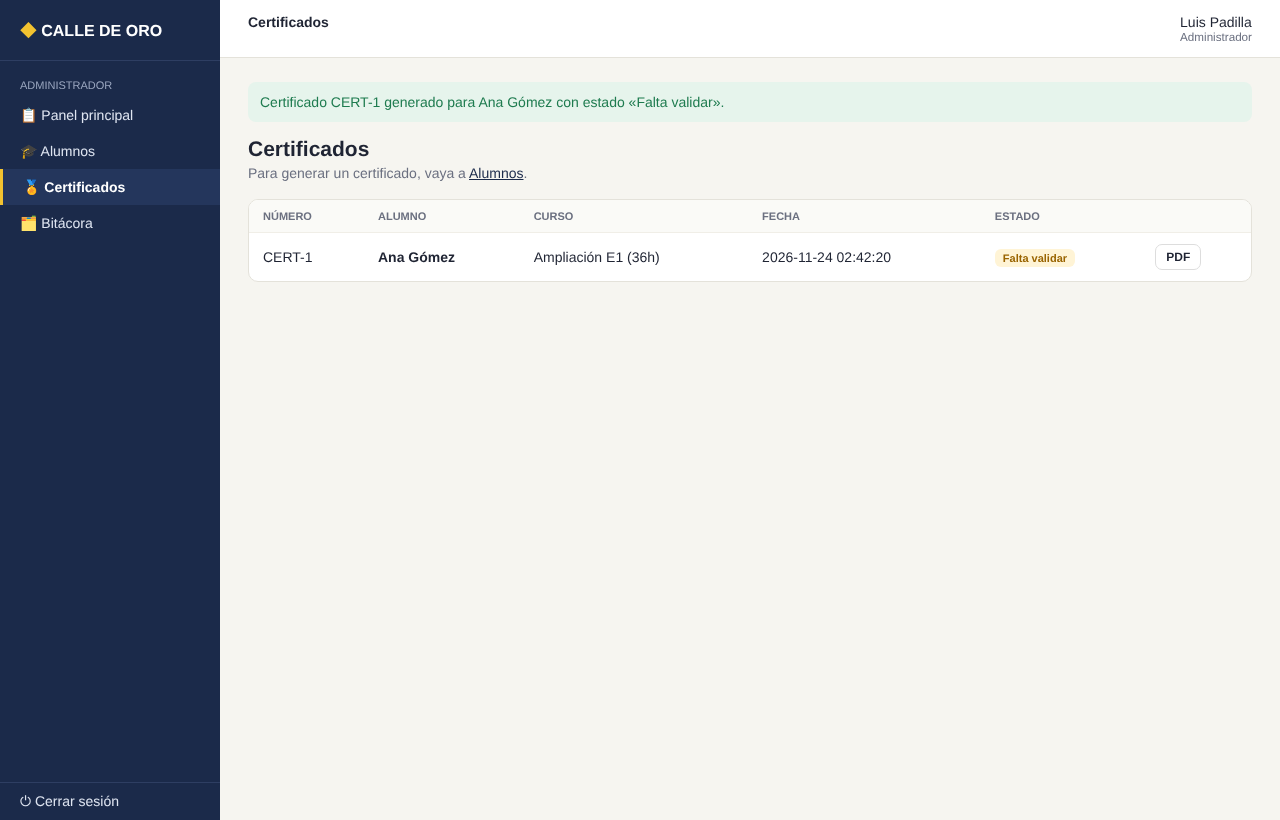 CALLE DE ORO
ADMINISTRADOR
Panel principal
Alumnos
Certificados
Bitácora
Cerrar sesión
Certificados
Luis Padilla
Administrador
Certificado CERT-1 generado para Ana Gómez con estado «Falta validar».
Certificados
Para generar un certificado, vaya a Alumnos.
NÚMERO ALUMNO CURSO FECHA ESTADO
CERT-1 Ana Gómez Ampliación E1 (36h) 2026-11-24 02:42:20 Falta validar PDF